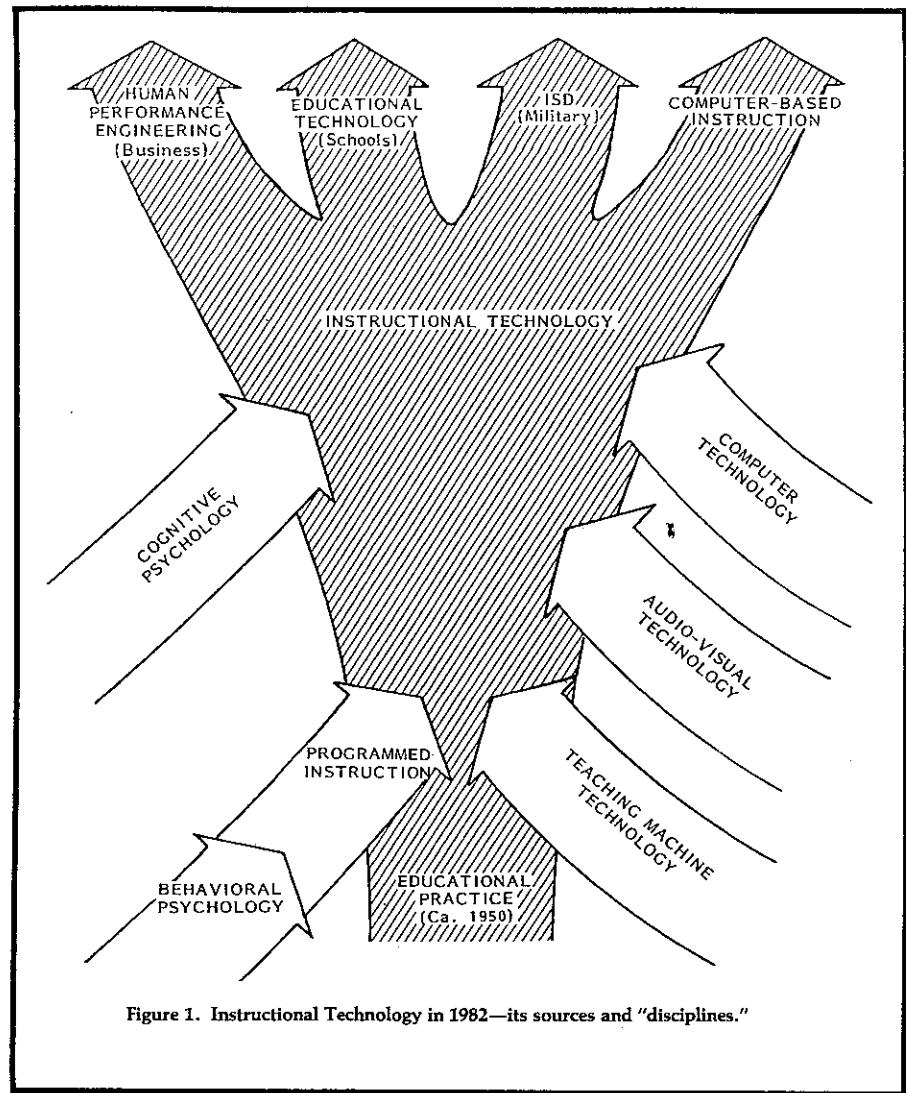 HUMAN
PERFORMANCE
ENGINEERING
(Business)
EDUCATIONAL
TECHNOLOGY
(Schools)
ISD
(Military)
COMPUTER-BASED
INSTRUCTION
INSTRUCTIONAL TECHNOLOGY
COGNITIVE
PSYCHOLOGY
COMPUTER
TECHNOLOGY
AUDIO-VISUAL
TECHNOLOGY
PROGRAMMED
INSTRUCTION
TEACHING MACHINE
TECHNOLOGY
BEHAVIORAL
PSYCHOLOGY
EDUCATIONAL
PRACTICE
(Ca. 1950)
Figure 1. Instructional Technology in 1982—its sources and "disciplines."